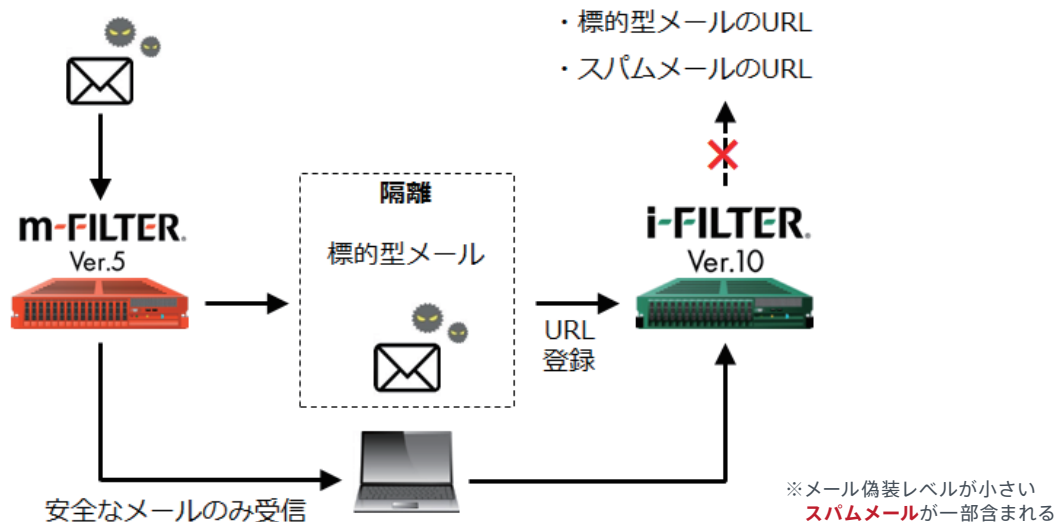 ・標的型メールのURL
・スパムメールのURL
隔離
m-FILTER®
Ver.5
標的型メール
i-FILTER®
Ver.10
URL
登録
安全なメールのみ受信
※メール偽装レベルが小さい
スパムメールが一部含まれる